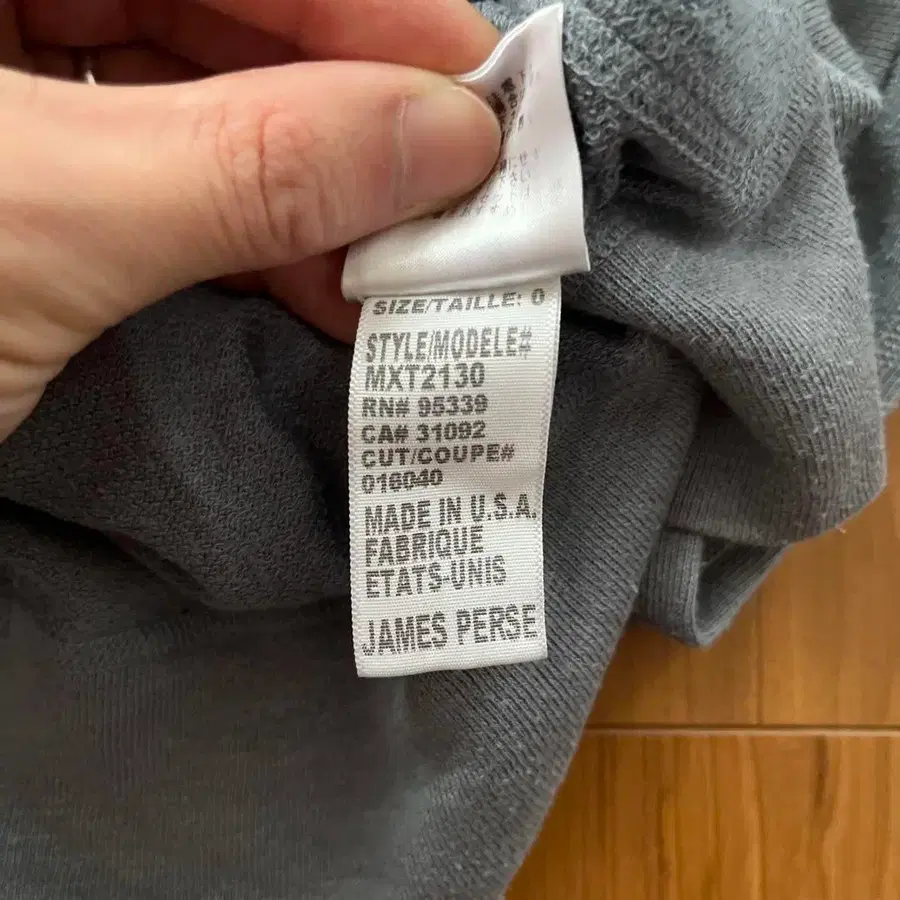 SIZE/TAILLE: 0
STYLE/MODELE#
MXT2130
RN# 95339
CA# 31092
CUT/COUPE#
016040
MADE IN U.S.A.
FABRIQUE
ETATS-UNIS
JAMES PERSE